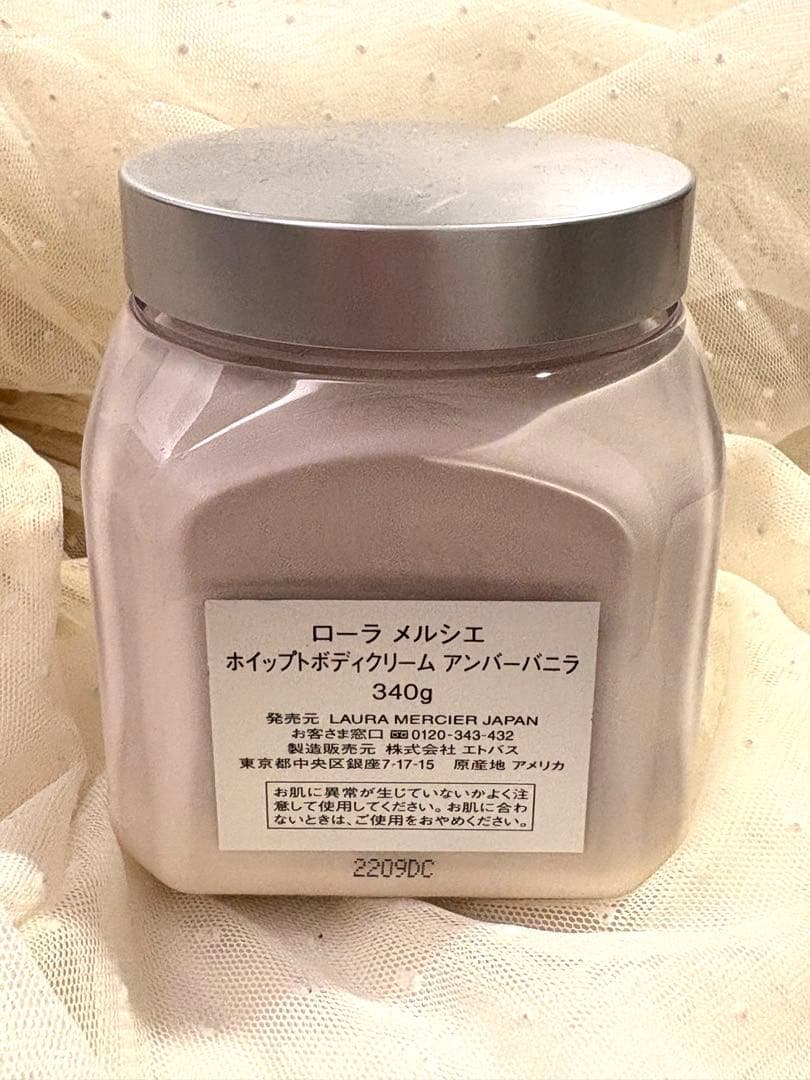 ローラ メルシエ
ホイップトボディクリーム アンバーバニラ
340g
発売元 LAURA MERCIER JAPAN
お客さま窓口 0120-343-432
製造販売元 株式会社 エトバス
東京都中央区銀座7-17-15 原産地 アメリカ
お肌に異常が生じていないかよく注
意して使用してください。お肌に合わ
ないときは、ご使用をおやめください。
2209DC